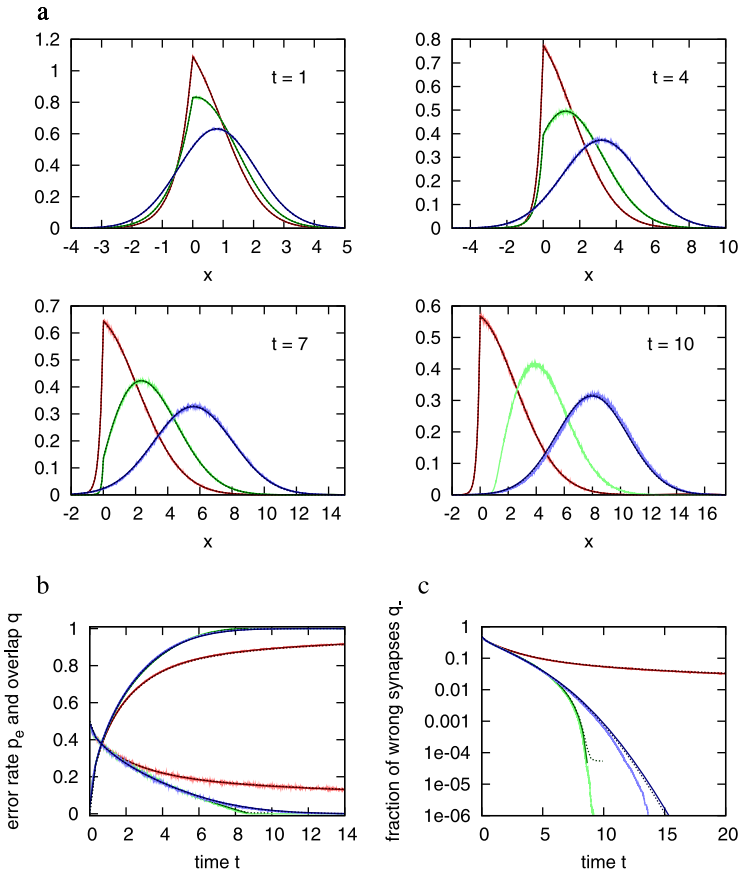 a
1.2
1
0.8
0.6
0.4
0.2
0
-4 -3 -2 -1 0 1 2 3 4 5
x
t = 1
0.8
0.7
0.6
0.5
0.4
0.3
0.2
0.1
0
-4 -2 0 2 4 6 8 10
x
t = 4
0.7
0.6
0.5
0.4
0.3
0.2
0.1
0
-2 0 2 4 6 8 10 12 14
x
t = 7
0.6
0.5
0.4
0.3
0.2
0.1
0
-2 0 2 4 6 8 10 12 14 16
x
t = 10
b
error rate pe and overlap q
1
0.8
0.6
0.4
0.2
0
0 2 4 6 8 10 12 14
time t
c
fraction of wrong synapses q-
1
0.1
0.01
0.001
1e-04
1e-05
1e-06
0 5 10 15 20
time t